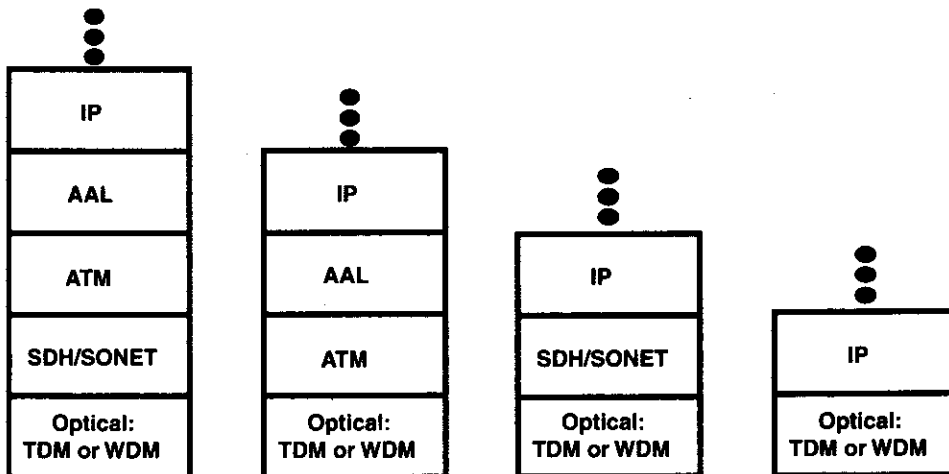 IP
AAL
ATM
SDH/SONET
Optical:
TDM or WDM
IP
AAL
ATM
Optical:
TDM or WDM
IP
SDH/SONET
Optical:
TDM or WDM
IP
Optical:
TDM or WDM